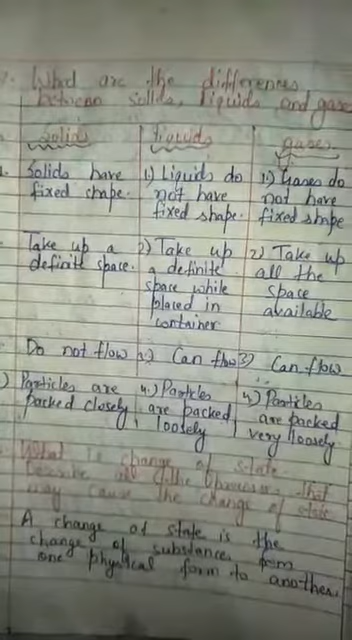 What are the differences
between solids, liquids and gase
solids
liquids
gases
Solids have
fixed shape.
1) Liquids do
not have
fixed shape.
1) Gases do
not have
fixed shape
Take up a
definite space.
2) Take up
a definite
space while
placed in
container
2) Take up
all the
space
available
Do not flow
3) Can flow
3) Can flow
Particles are
packed closely
4.) Particles
are packed
loosely
4) Particles
are packed
very loosely.
What is change of state
Describe all the that
may cause the change of state
A change of state is the
change of substance from
one physical form to another.